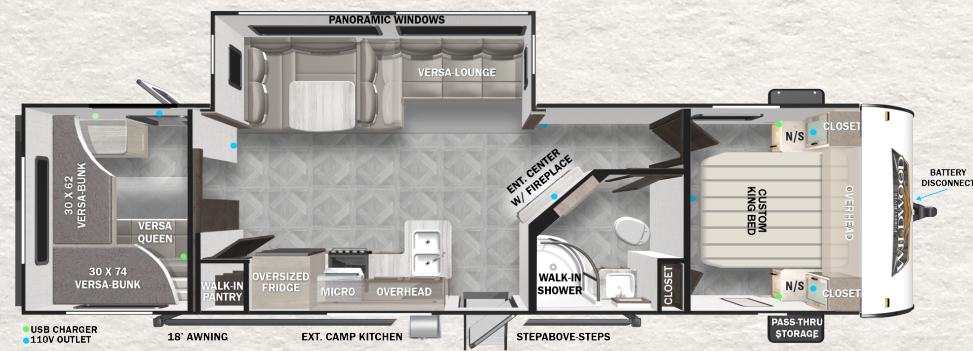 PANORAMIC WINDOWS
VERSA-LOUNGE
30 X 62
VERSA-BUNK
VERSA
QUEEN
30 X 74
VERSA-BUNK
WALK-IN
PANTRY
OVERSIZED
FRIDGE
MICRO
OVERHEAD
ENT. CENTER
W/ FIREPLACE
WALK-IN
SHOWER
CLOSET
N/S
CLOSET
CUSTOM
KING BED
OVERHEAD
N/S
CLOSET
BATTERY
DISCONNECT
PASS-THRU
STORAGE
USB CHARGER
110V OUTLET
18' AWNING
EXT. CAMP KITCHEN
STEPABOVE-STEPS